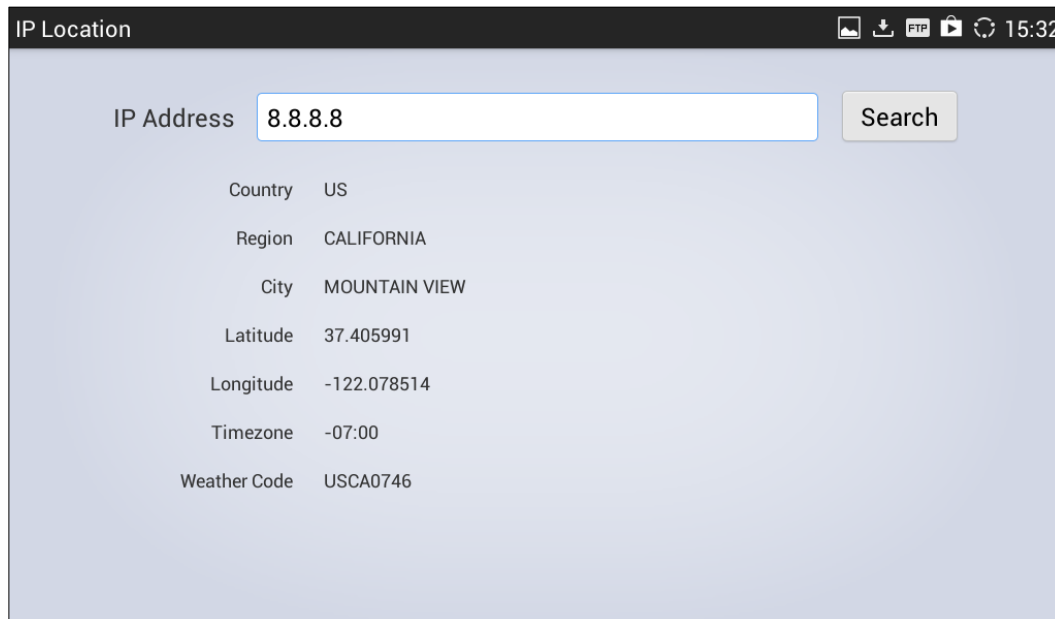 IP Location FTP 15:32
IP Address 8.8.8.8 Search
Country US
Region CALIFORNIA
City MOUNTAIN VIEW
Latitude 37.405991
Longitude -122.078514
Timezone -07:00
Weather Code USCA0746